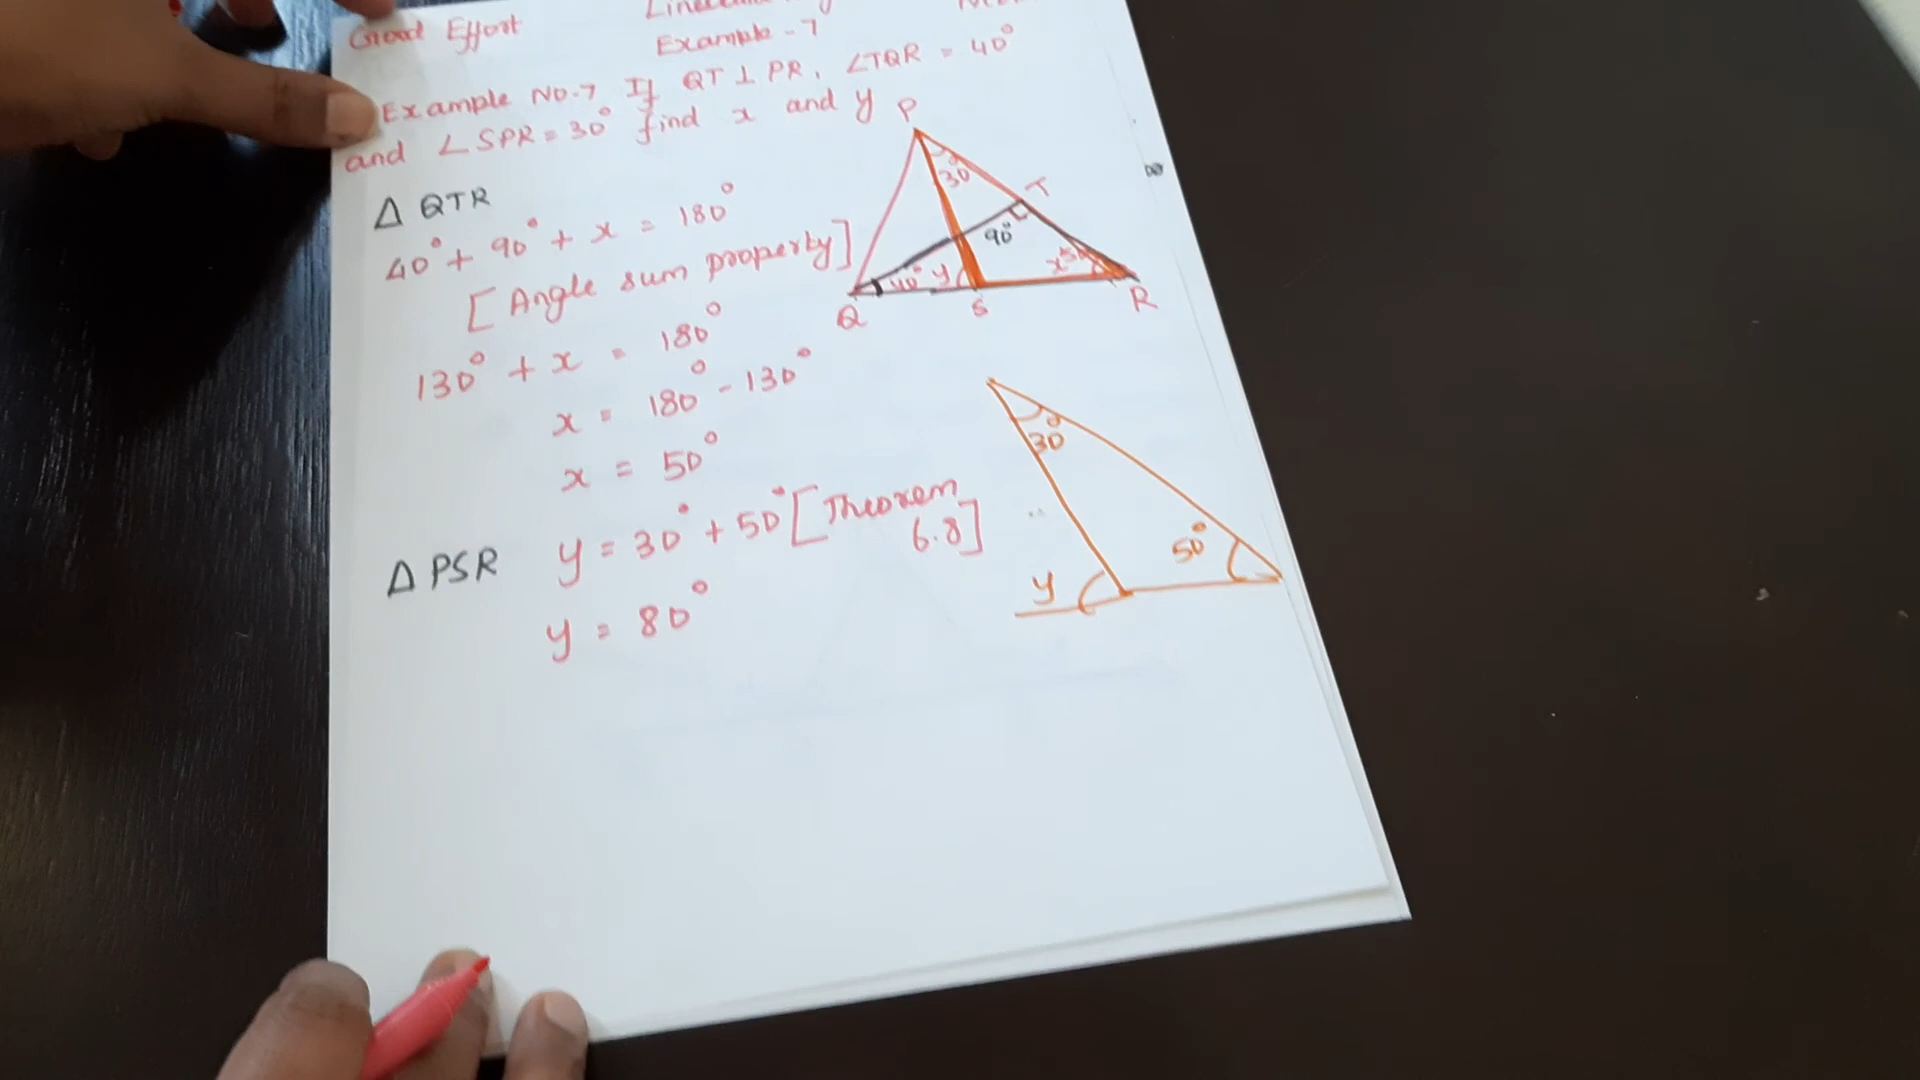 Good Effort
Example - 7
Example No.7 If QT ⊥ PR, ∠TQR = 40°
and ∠SPR = 30° find x and y
Δ QTR
40° + 90° + x = 180°
[Angle sum property]
130° + x = 180°
x = 180° - 130°
x = 50°
Δ PSR y = 30° + 50° [Theorem
6.8]
y = 80°
P
30°
T
90°
40° y
x
Q
S
R
30°
50°
y